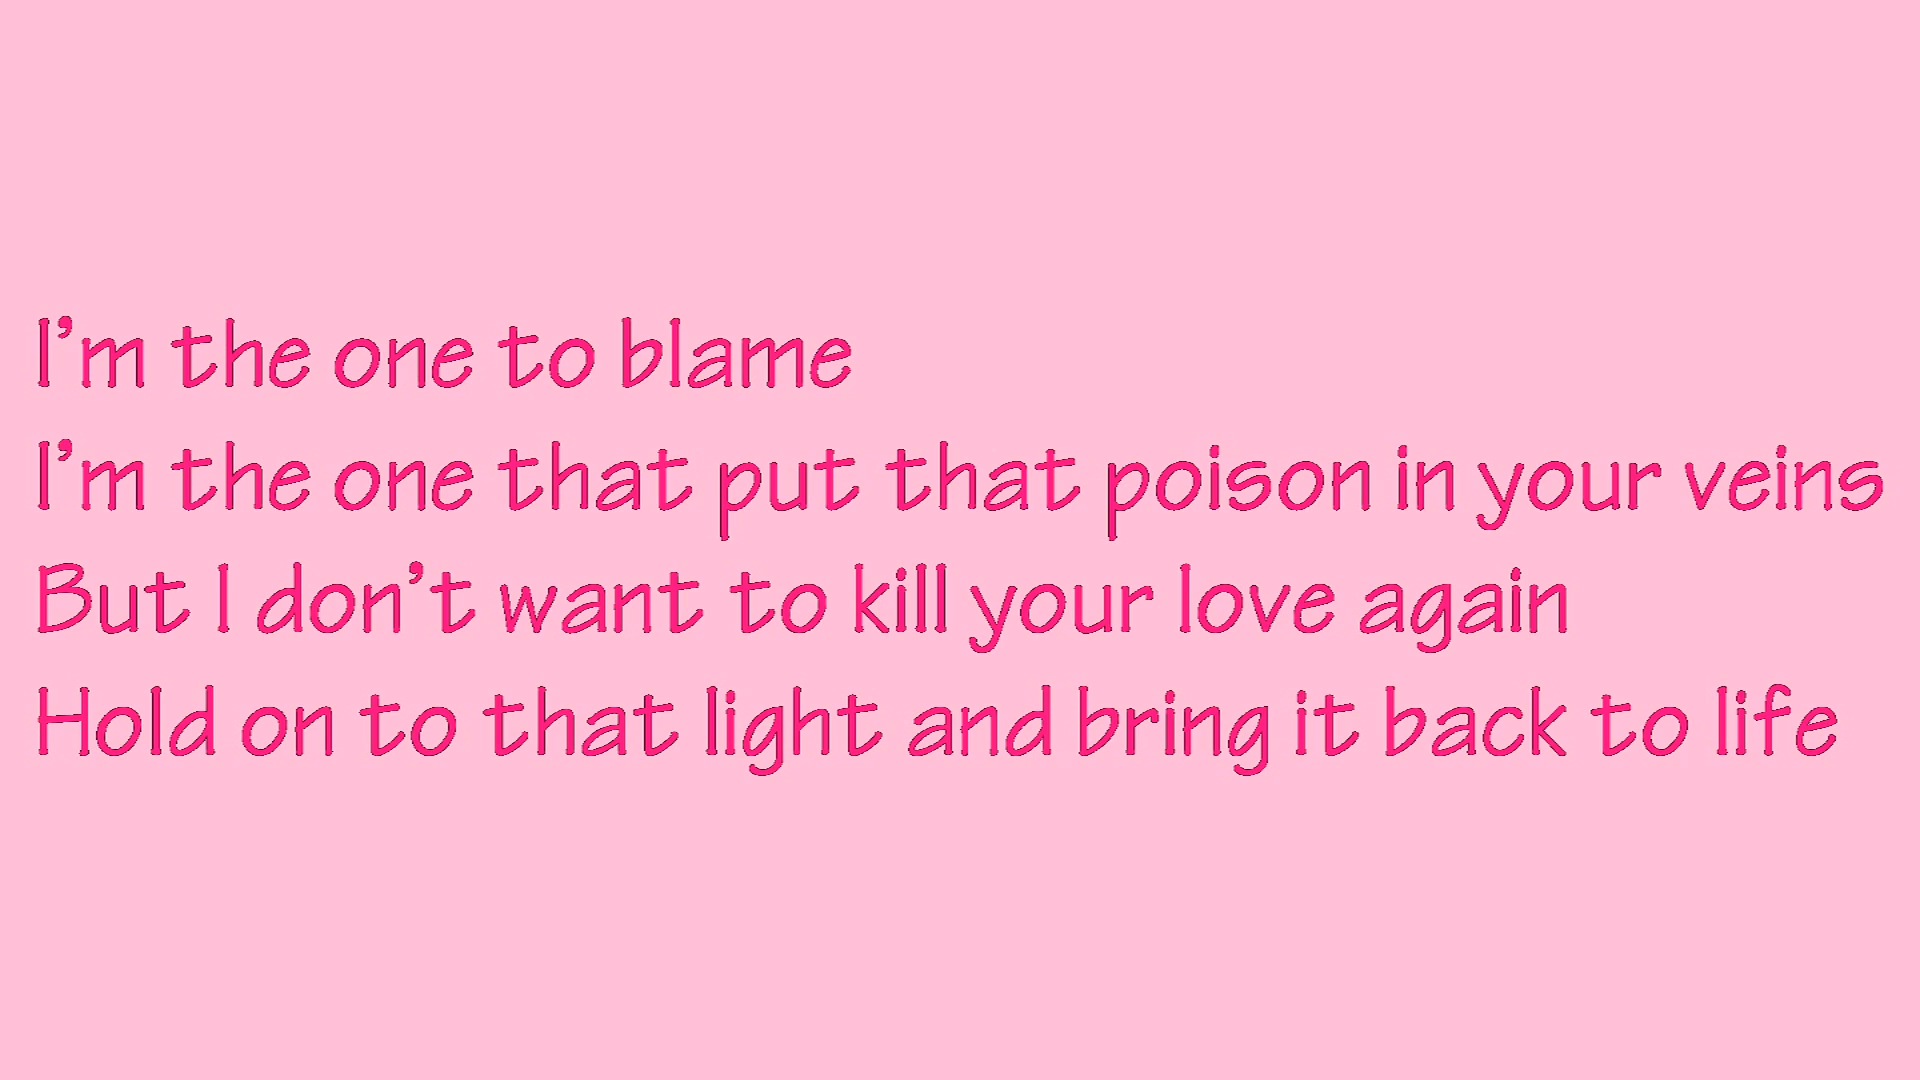 I’m the one to blame
I’m the one that put that poison in your veins
But I don’t want to kill your love again
Hold on to that light and bring it back to life